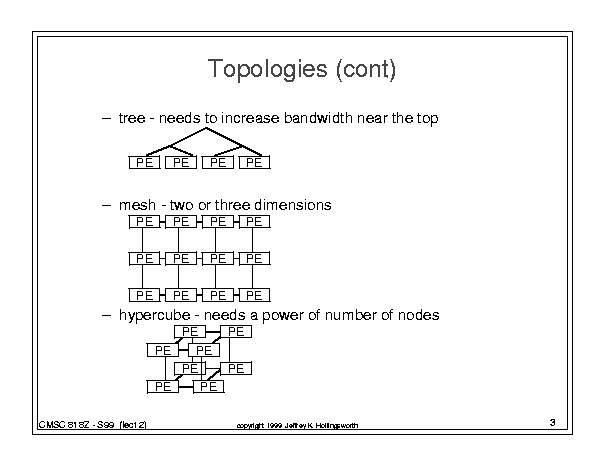 Topologies (cont)
– tree - needs to increase bandwidth near the top
PE PE PE PE
– mesh - two or three dimensions
PE PE PE PE
PE PE PE PE
PE PE PE PE
– hypercube - needs a power of number of nodes
PE PE
PE PE
PE PE
PE PE
CMSC 818Z - S99 (lect 2) copyright 1999 Jeffrey K. Hollingsworth 3